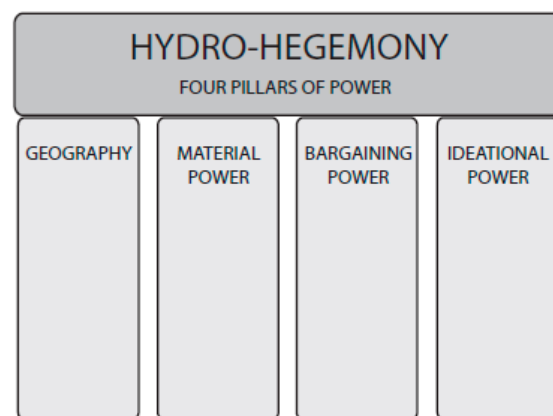 HYDRO-HEGEMONY
FOUR PILLARS OF POWER
GEOGRAPHY
MATERIAL
POWER
BARGAINING
POWER
IDEATIONAL
POWER